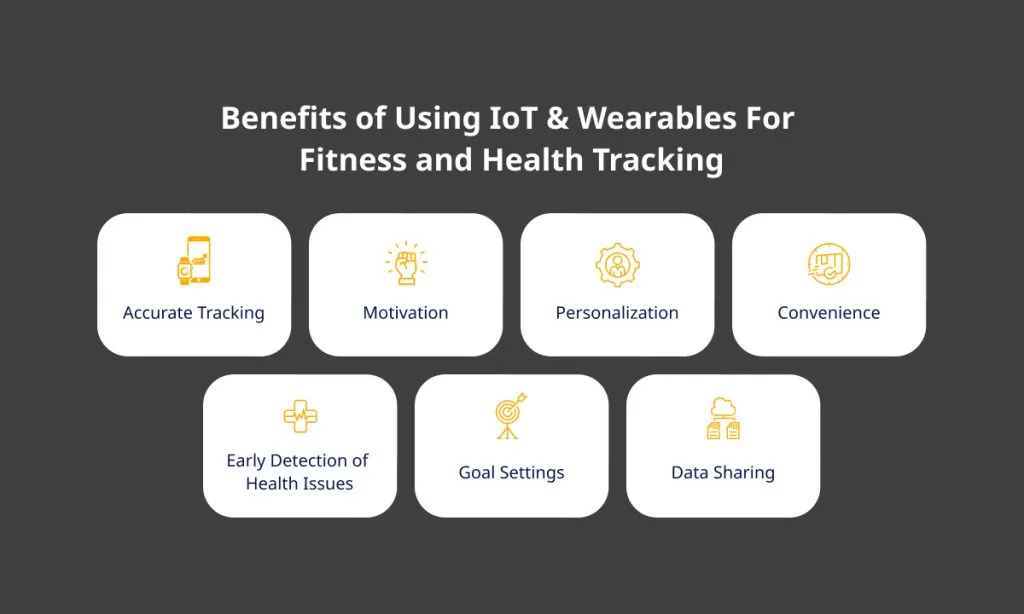 Benefits of Using IoT & Wearables For
Fitness and Health Tracking
Accurate Tracking
Motivation
Personalization
Convenience
Early Detection of
Health Issues
Goal Settings
Data Sharing